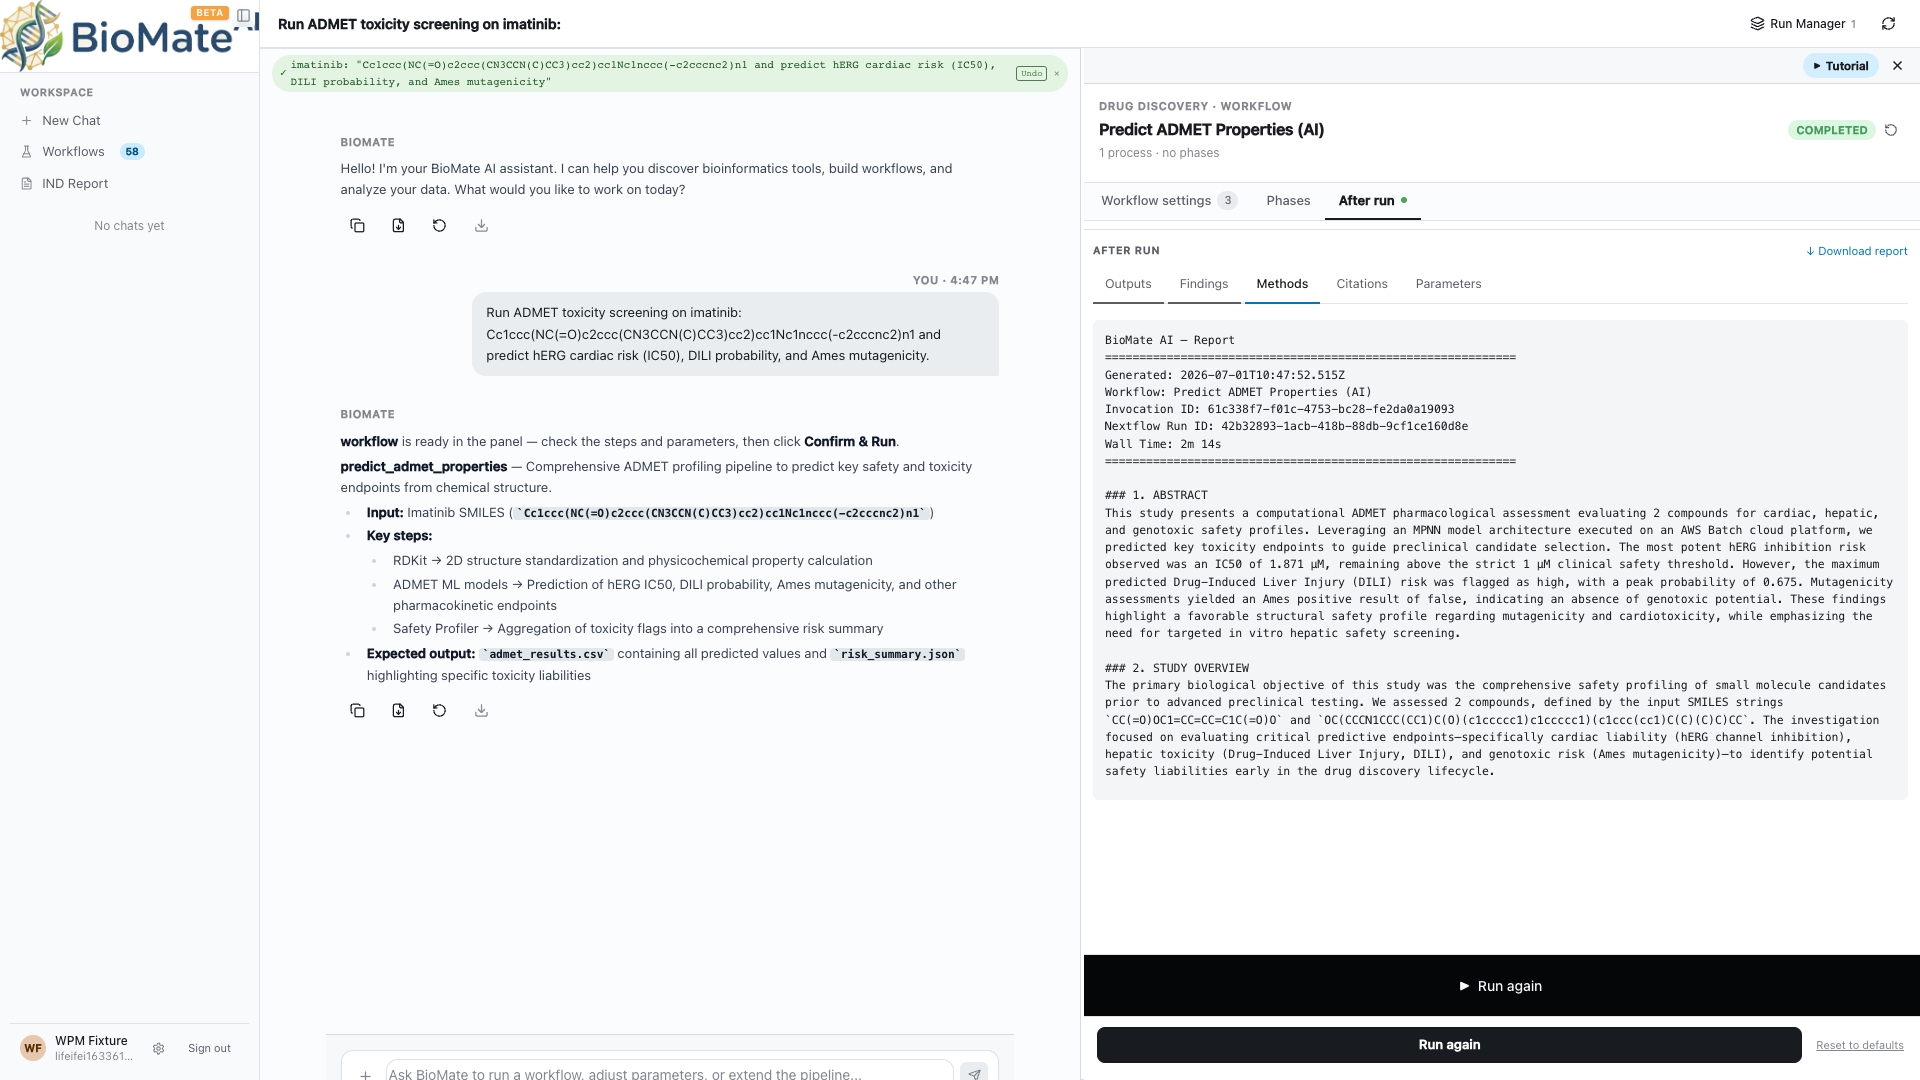 BioMate AI
BETA
WORKSPACE
New Chat
Workflows 58
IND Report
No chats yet
WF
WPM Fixture
lifeifei163361...
Sign out
Run ADMET toxicity screening on imatinib:
Run Manager 1
✓ imatinib: "Cc1ccc(NC(=O)c2ccc(CN3CCN(C)CC3)cc2)cc1Nc1nccc(-c2cccnc2)n1 and predict hERG cardiac risk (IC50),
DILI probability, and Ames mutagenicity"
Undo ×
BIOMATE
Hello! I'm your BioMate AI assistant. I can help you discover bioinformatics tools, build workflows, and
analyze your data. What would you like to work on today?
YOU · 4:47 PM
Run ADMET toxicity screening on imatinib:
Cc1ccc(NC(=O)c2ccc(CN3CCN(C)CC3)cc2)cc1Nc1nccc(-c2cccnc2)n1 and
predict hERG cardiac risk (IC50), DILI probability, and Ames mutagenicity.
BIOMATE
workflow is ready in the panel — check the steps and parameters, then click Confirm & Run.
predict_admet_properties — Comprehensive ADMET profiling pipeline to predict key safety and toxicity
endpoints from chemical structure.
Input: Imatinib SMILES (`Cc1ccc(NC(=O)c2ccc(CN3CCN(C)CC3)cc2)cc1Nc1nccc(-c2cccnc2)n1`)
Key steps:
RDKit → 2D structure standardization and physicochemical property calculation
ADMET ML models → Prediction of hERG IC50, DILI probability, Ames mutagenicity, and other
pharmacokinetic endpoints
Safety Profiler → Aggregation of toxicity flags into a comprehensive risk summary
Expected output: `admet_results.csv` containing all predicted values and `risk_summary.json`
highlighting specific toxicity liabilities
Ask BioMate to run a workflow, adjust parameters, or extend the pipeline...
Tutorial
DRUG DISCOVERY · WORKFLOW
Predict ADMET Properties (AI)
COMPLETED
1 process · no phases
Workflow settings 3
Phases
After run
AFTER RUN
↓ Download report
Outputs
Findings
Methods
Citations
Parameters
BioMate AI — Report
============================================================
Generated: 2026-07-01T10:47:52.515Z
Workflow: Predict ADMET Properties (AI)
Invocation ID: 61c338f7-f01c-4753-bc28-fe2da0a19093
Nextflow Run ID: 42b32893-1acb-418b-88db-9cf1ce160d8e
Wall Time: 2m 14s
============================================================
### 1. ABSTRACT
This study presents a computational ADMET pharmacological assessment evaluating 2 compounds for cardiac, hepatic,
and genotoxic safety profiles. Leveraging an MPNN model architecture executed on an AWS Batch cloud platform, we
predicted key toxicity endpoints to guide preclinical candidate selection. The most potent hERG inhibition risk
observed was an IC50 of 1.871 μM, remaining above the strict 1 μM clinical safety threshold. However, the maximum
predicted Drug-Induced Liver Injury (DILI) risk was flagged as high, with a peak probability of 0.675. Mutagenicity
assessments yielded an Ames positive result of false, indicating an absence of genotoxic potential. These findings
highlight a favorable structural safety profile regarding mutagenicity and cardiotoxicity, while emphasizing the
need for targeted in vitro hepatic safety screening.
### 2. STUDY OVERVIEW
The primary biological objective of this study was the comprehensive safety profiling of small molecule candidates
prior to advanced preclinical testing. We assessed 2 compounds, defined by the input SMILES strings
`CC(=O)OC1=CC=CC=C1C(=O)O` and `OC(CCCN1CCC(CC1)C(O)(c1ccccc1)c1ccccc1)(c1ccc(cc1)C(C)(C)C)CC`. The investigation
focused on evaluating critical predictive endpoints—specifically cardiac liability (hERG channel inhibition),
hepatic toxicity (Drug-Induced Liver Injury, DILI), and genotoxic risk (Ames mutagenicity)—to identify potential
safety liabilities early in the drug discovery lifecycle.
Run again
Run again
Reset to defaults